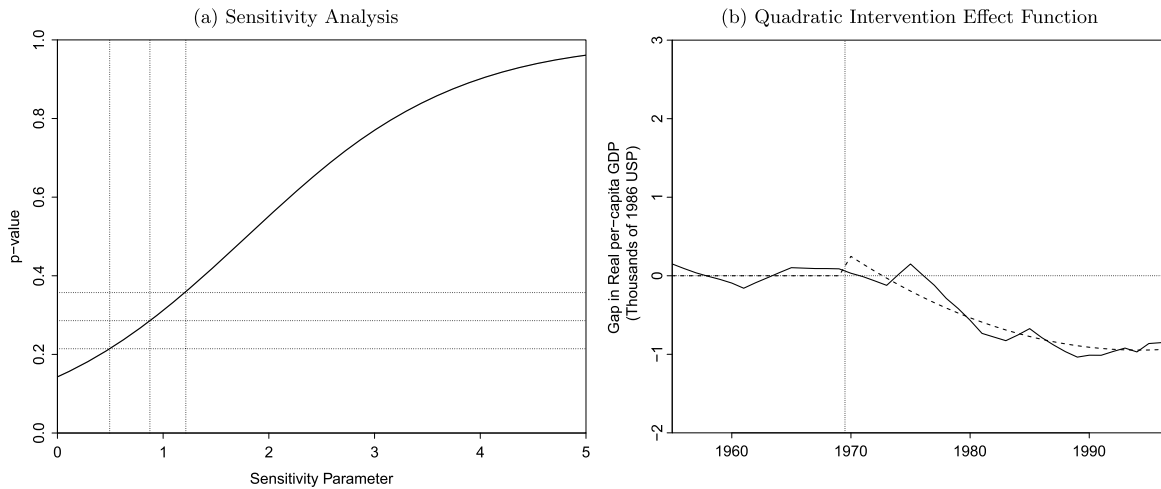 (a) Sensitivity Analysis
1.0
0.8
0.6
0.4
0.2
0.0
p−value
0 1 2 3 4 5
Sensitivity Parameter
(b) Quadratic Intervention Effect Function
3
2
1
0
−1
−2
Gap in Real per−capita GDP
(Thousands of 1986 USP)
1960 1970 1980 1990